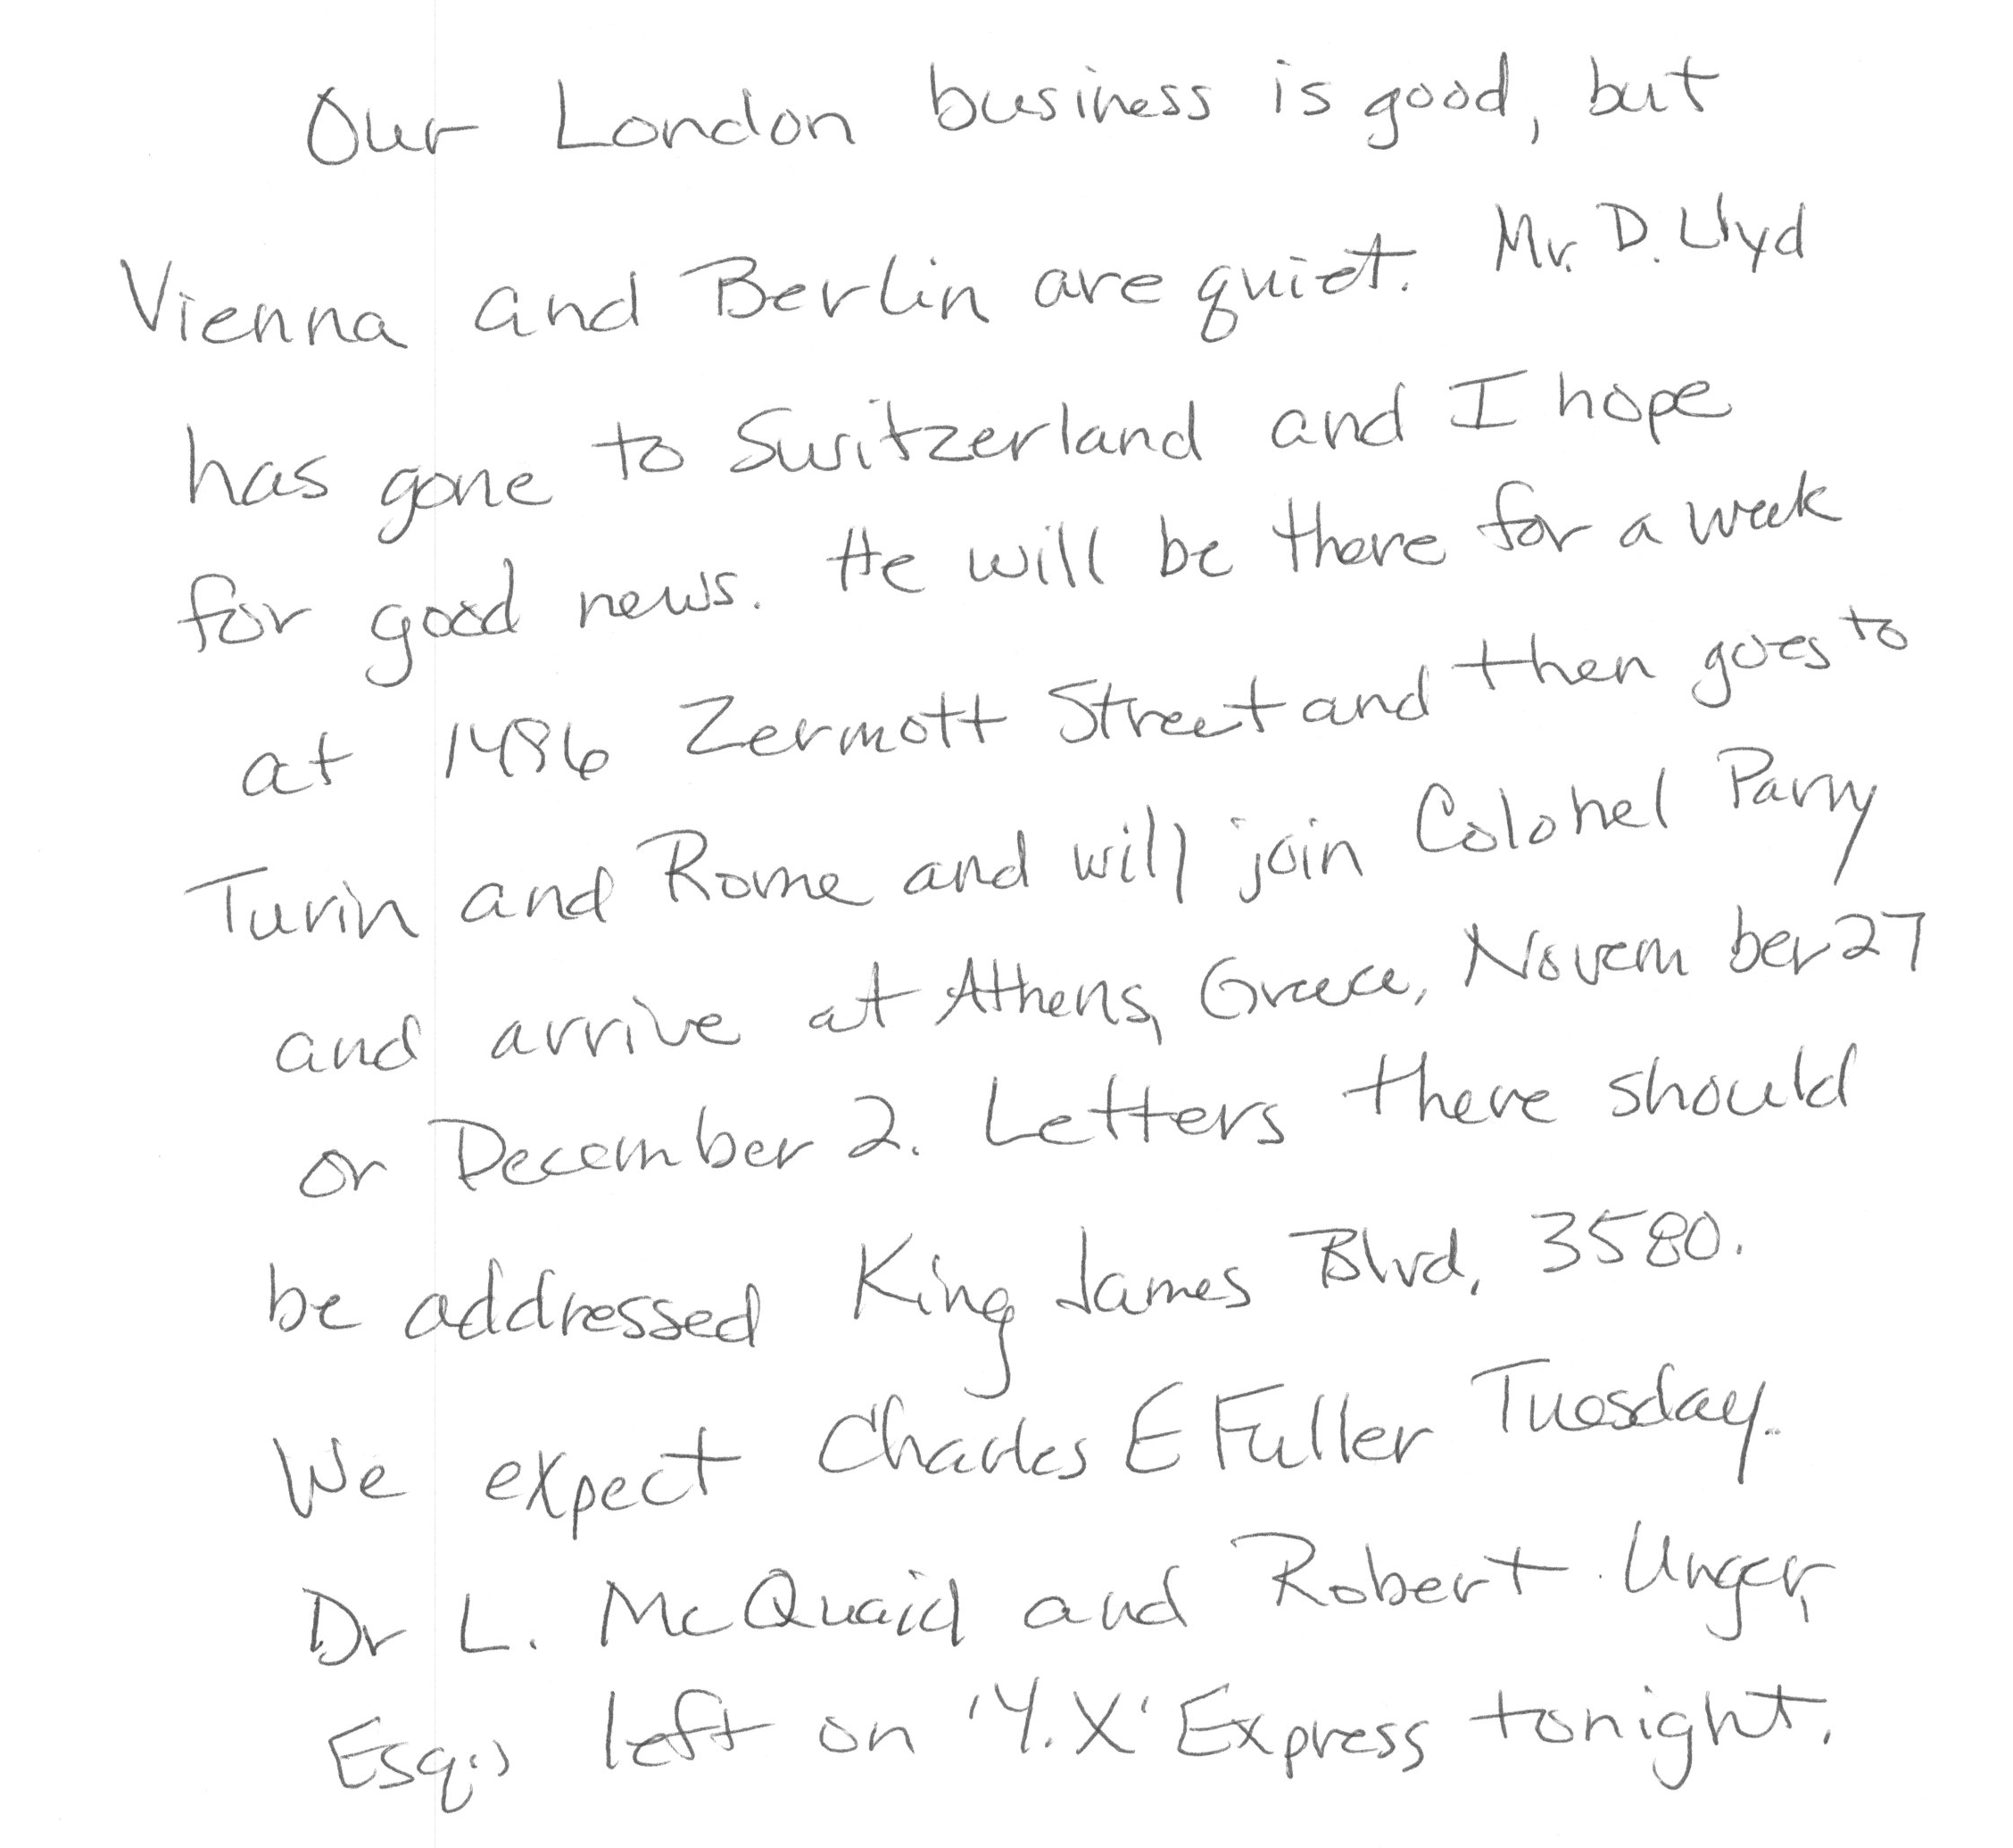 Our London business is good, but
Vienna and Berlin are quiet. Mr. D. Llyd
has gone to Switzerland and I hope
for good news. He will be there for a week
at 1486 Zermott Street and then goes to
Turin and Rome and will join Colonel Parry
and arrive at Athens, Greece, November 27
or December 2. Letters there should
be addressed King James Blvd. 3580.
We expect Charles E Fuller Tuesday.
Dr L. McQuaid and Robert Unger,
Esq., left on 'Y.X' Express tonight.